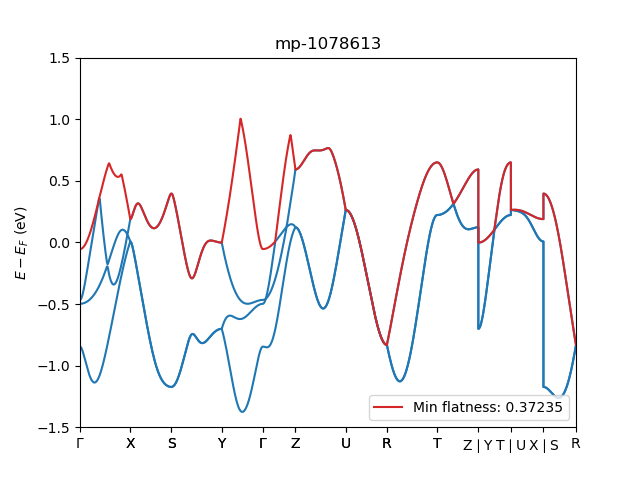 mp-1078613
E − E_F (eV)
1.5
1.0
0.5
0.0
−0.5
−1.0
−1.5
Min flatness: 0.37235
Γ X S Y Γ Z U R T Z | Y T | U X | S R